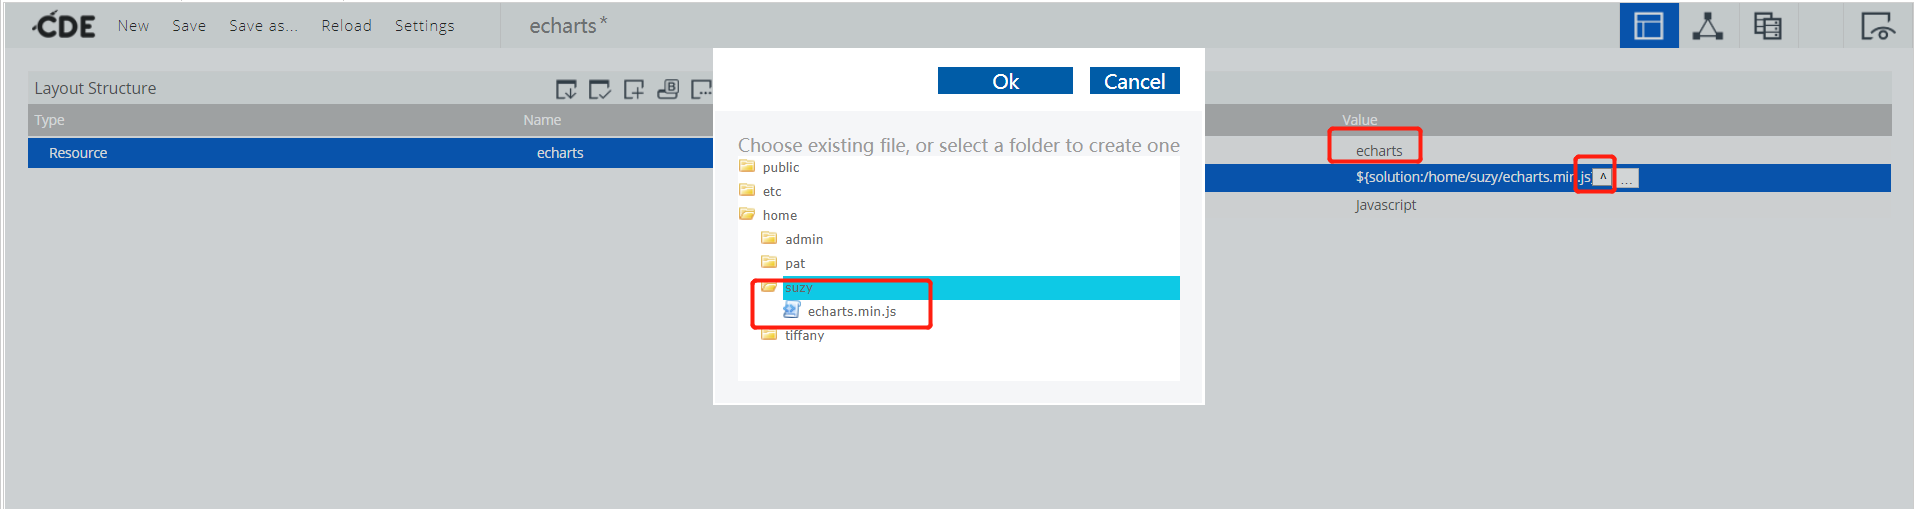 CDE New Save Save as... Reload Settings echarts*
Ok Cancel
Layout Structure
Type Name Value
Resource echarts echarts
${solution:/home/suzy/echarts.min.js ^ ...
Javascript
Choose existing file, or select a folder to create one
public
etc
home
admin
pat
suzy
echarts.min.js
tiffany